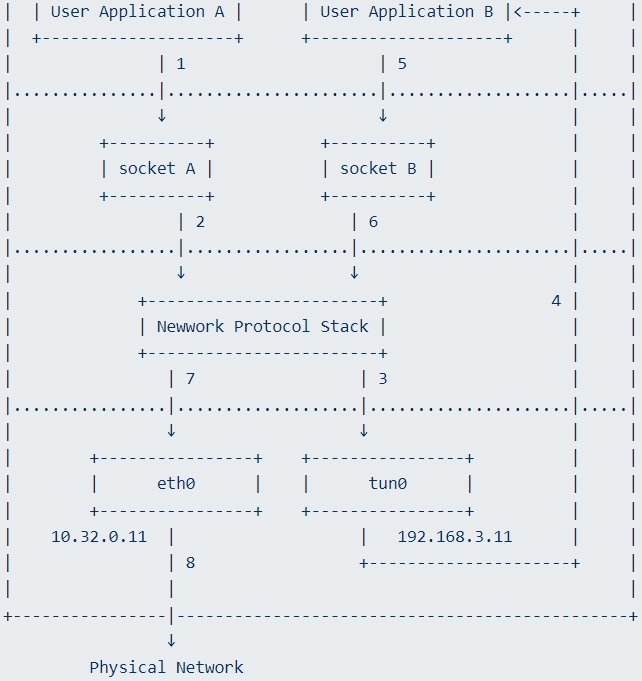 User Application A User Application B
1 5
socket A socket B
2 6
4
Newwork Protocol Stack
7 3
eth0 tun0
10.32.0.11 192.168.3.11
8
Physical Network